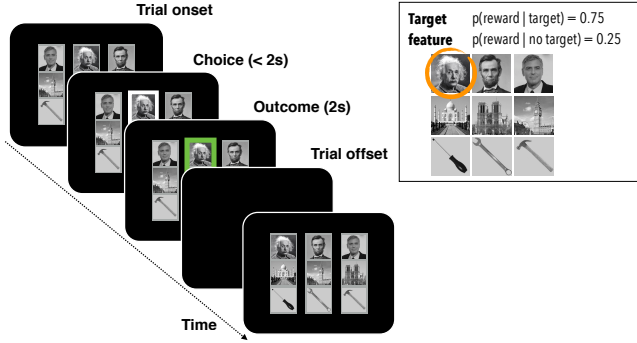 Trial onset
Choice (< 2s)
Outcome (2s)
Trial offset
Time
Target p(reward | target) = 0.75
feature p(reward | no target) = 0.25